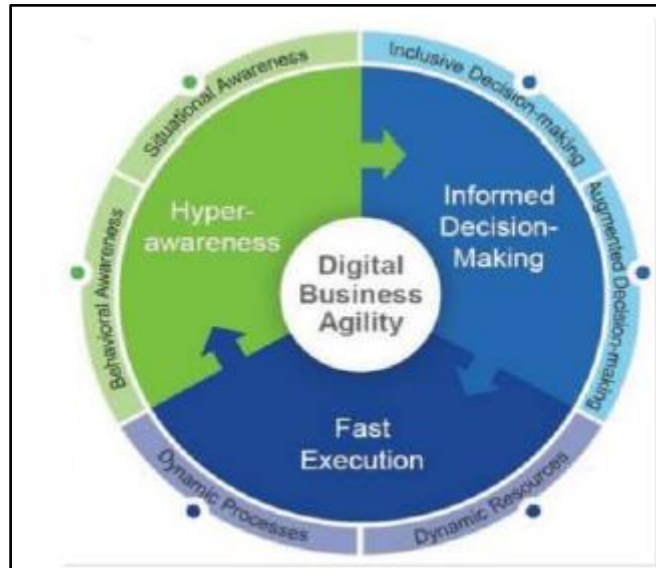 Situational Awareness
Behavioral Awareness
Hyper-
awareness
Inclusive Decision-making
Augmented Decision-making
Informed
Decision-
Making
Digital
Business
Agility
Fast
Execution
Dynamic Processes
Dynamic Resources